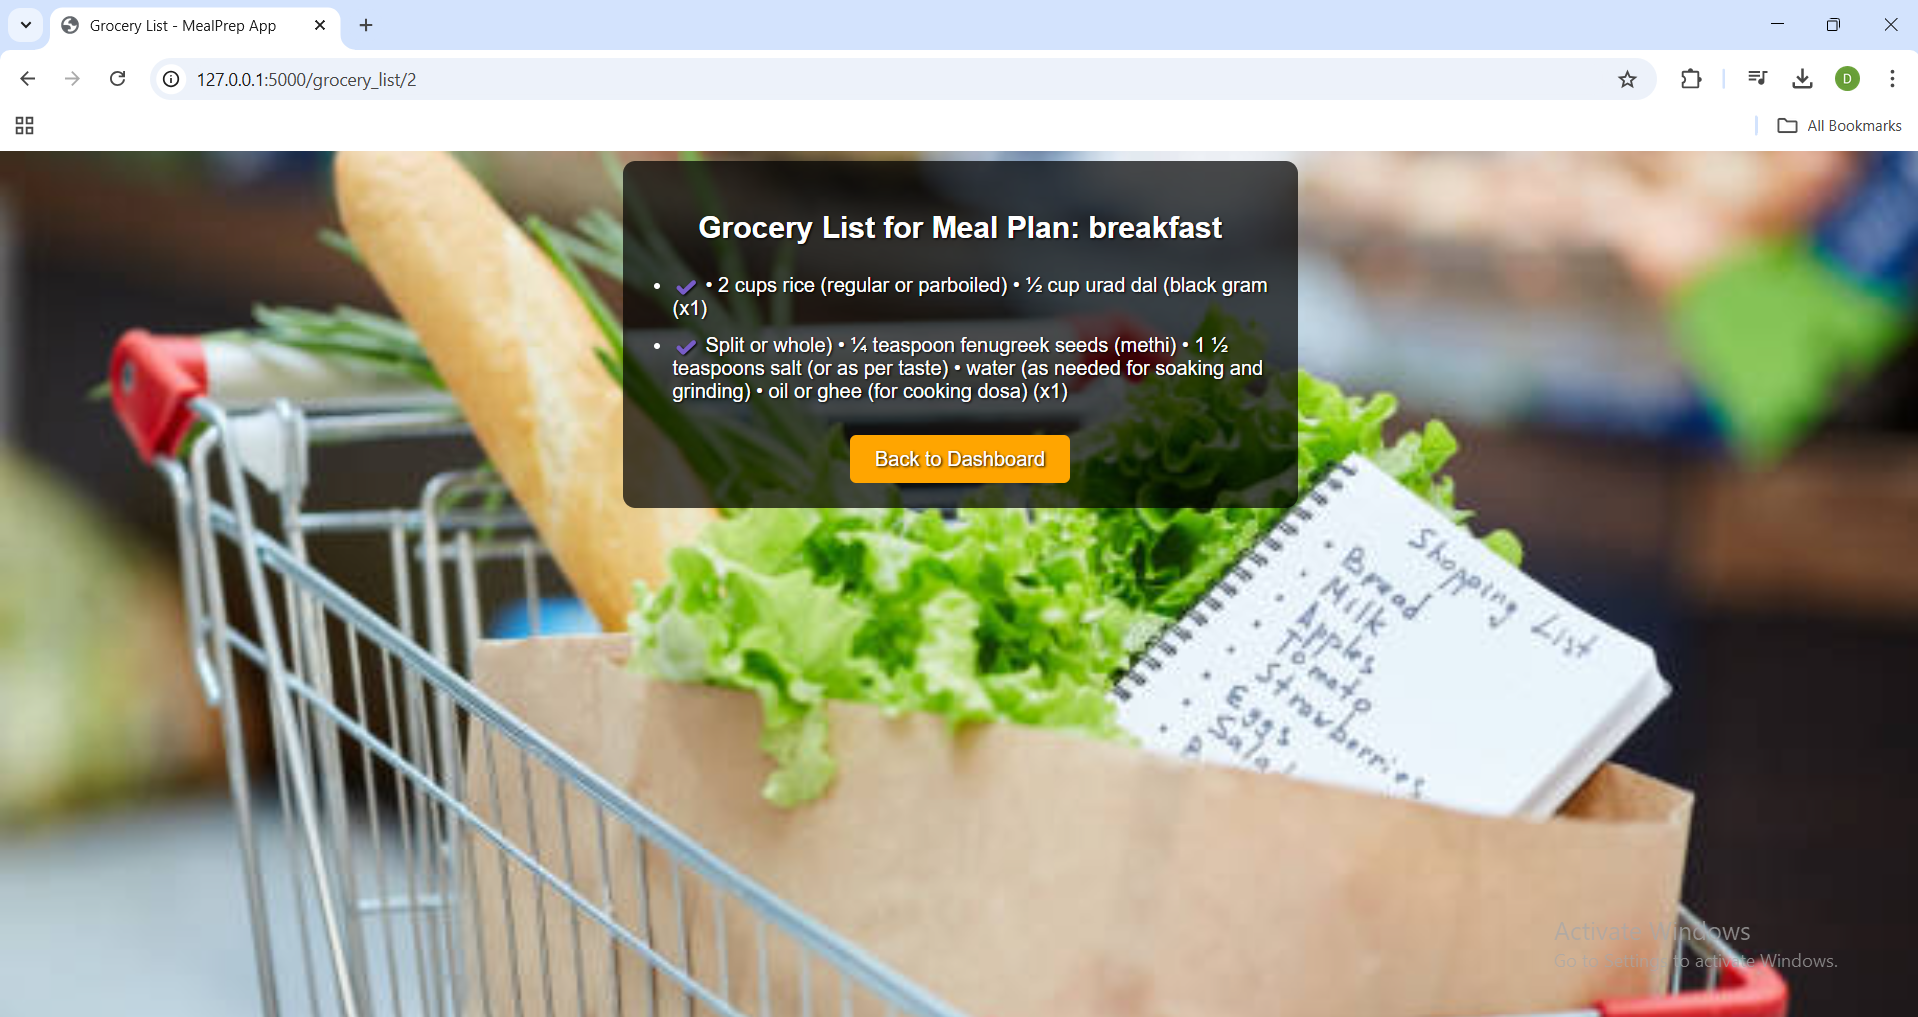 Grocery List - MealPrep App
127.0.0.1:5000/grocery_list/2
D
All Bookmarks
Grocery List for Meal Plan: breakfast
• ✔ • 2 cups rice (regular or parboiled) • ½ cup urad dal (black gram
(x1)
• ✔ Split or whole) • ¼ teaspoon fenugreek seeds (methi) • 1 ½
teaspoons salt (or as per taste) • water (as needed for soaking and
grinding) • oil or ghee (for cooking dosa) (x1)
Back to Dashboard
Shopping List
• Bread
• Milk
• Apples
• Tomato
• Strawberries
• Eggs
• Salad
Activate Windows
Go to Settings to activate Windows.